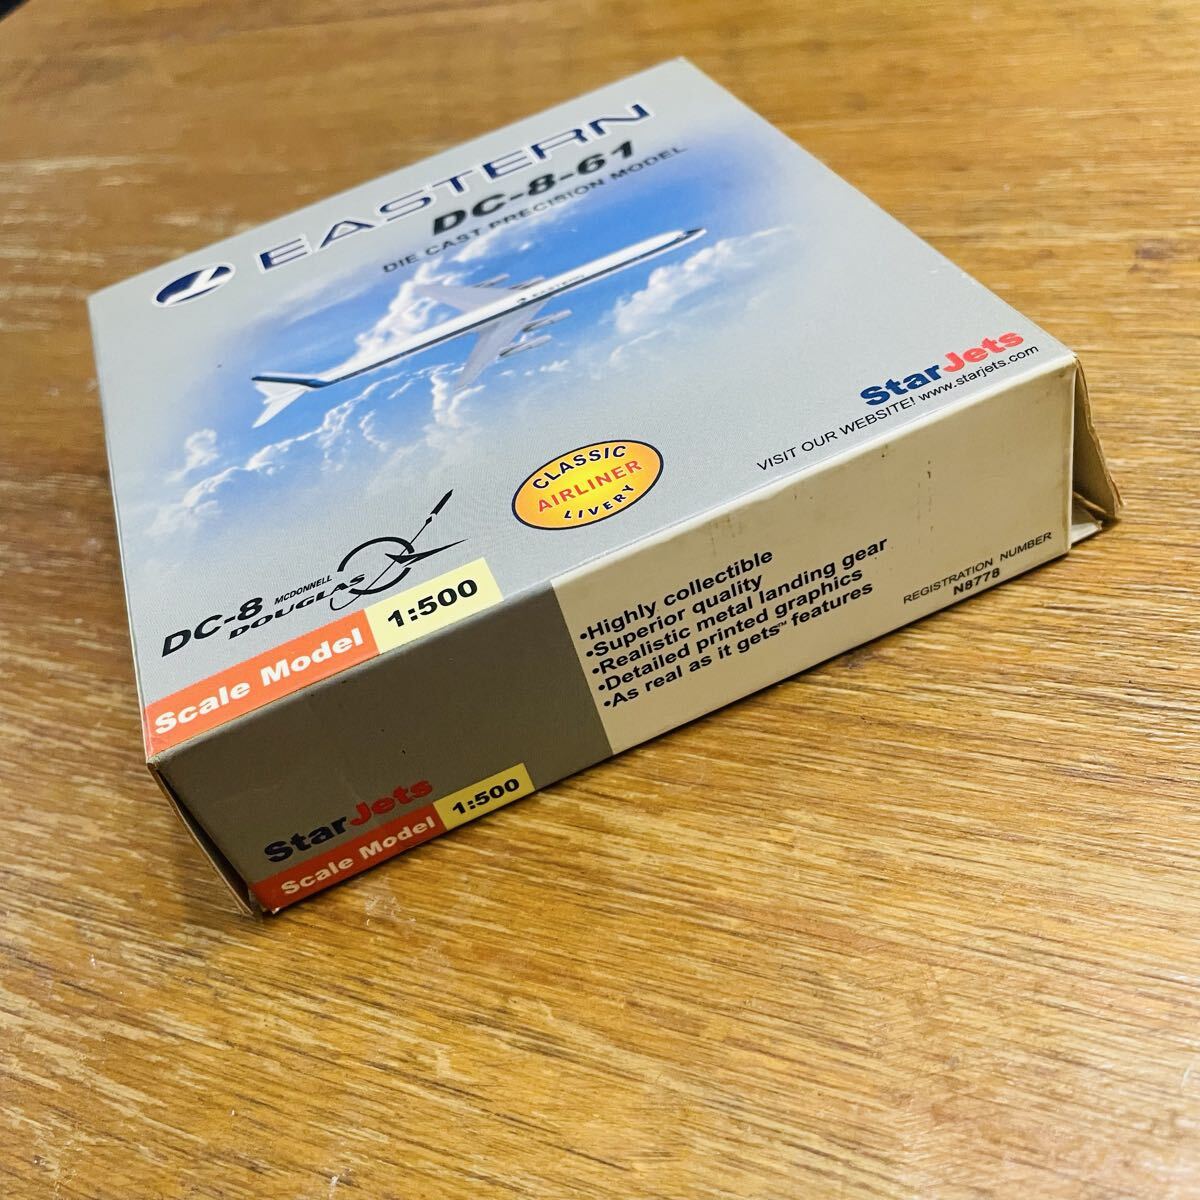 EASTERN
DC-8-61
DIE CAST PRECISION MODEL
EASTERN
StarJets
VISIT OUR WEBSITE! www.starjets.com
CLASSIC
AIRLINER
LIVERY
DC-8 MCDONNELL
DOUGLAS
Scale Model 1:500
•Highly collectible
•Superior quality
•Realistic metal landing gear
•Detailed printed graphics
•As real as it gets™ features
REGISTRATION NUMBER
N8778
StarJets
Scale Model 1:500